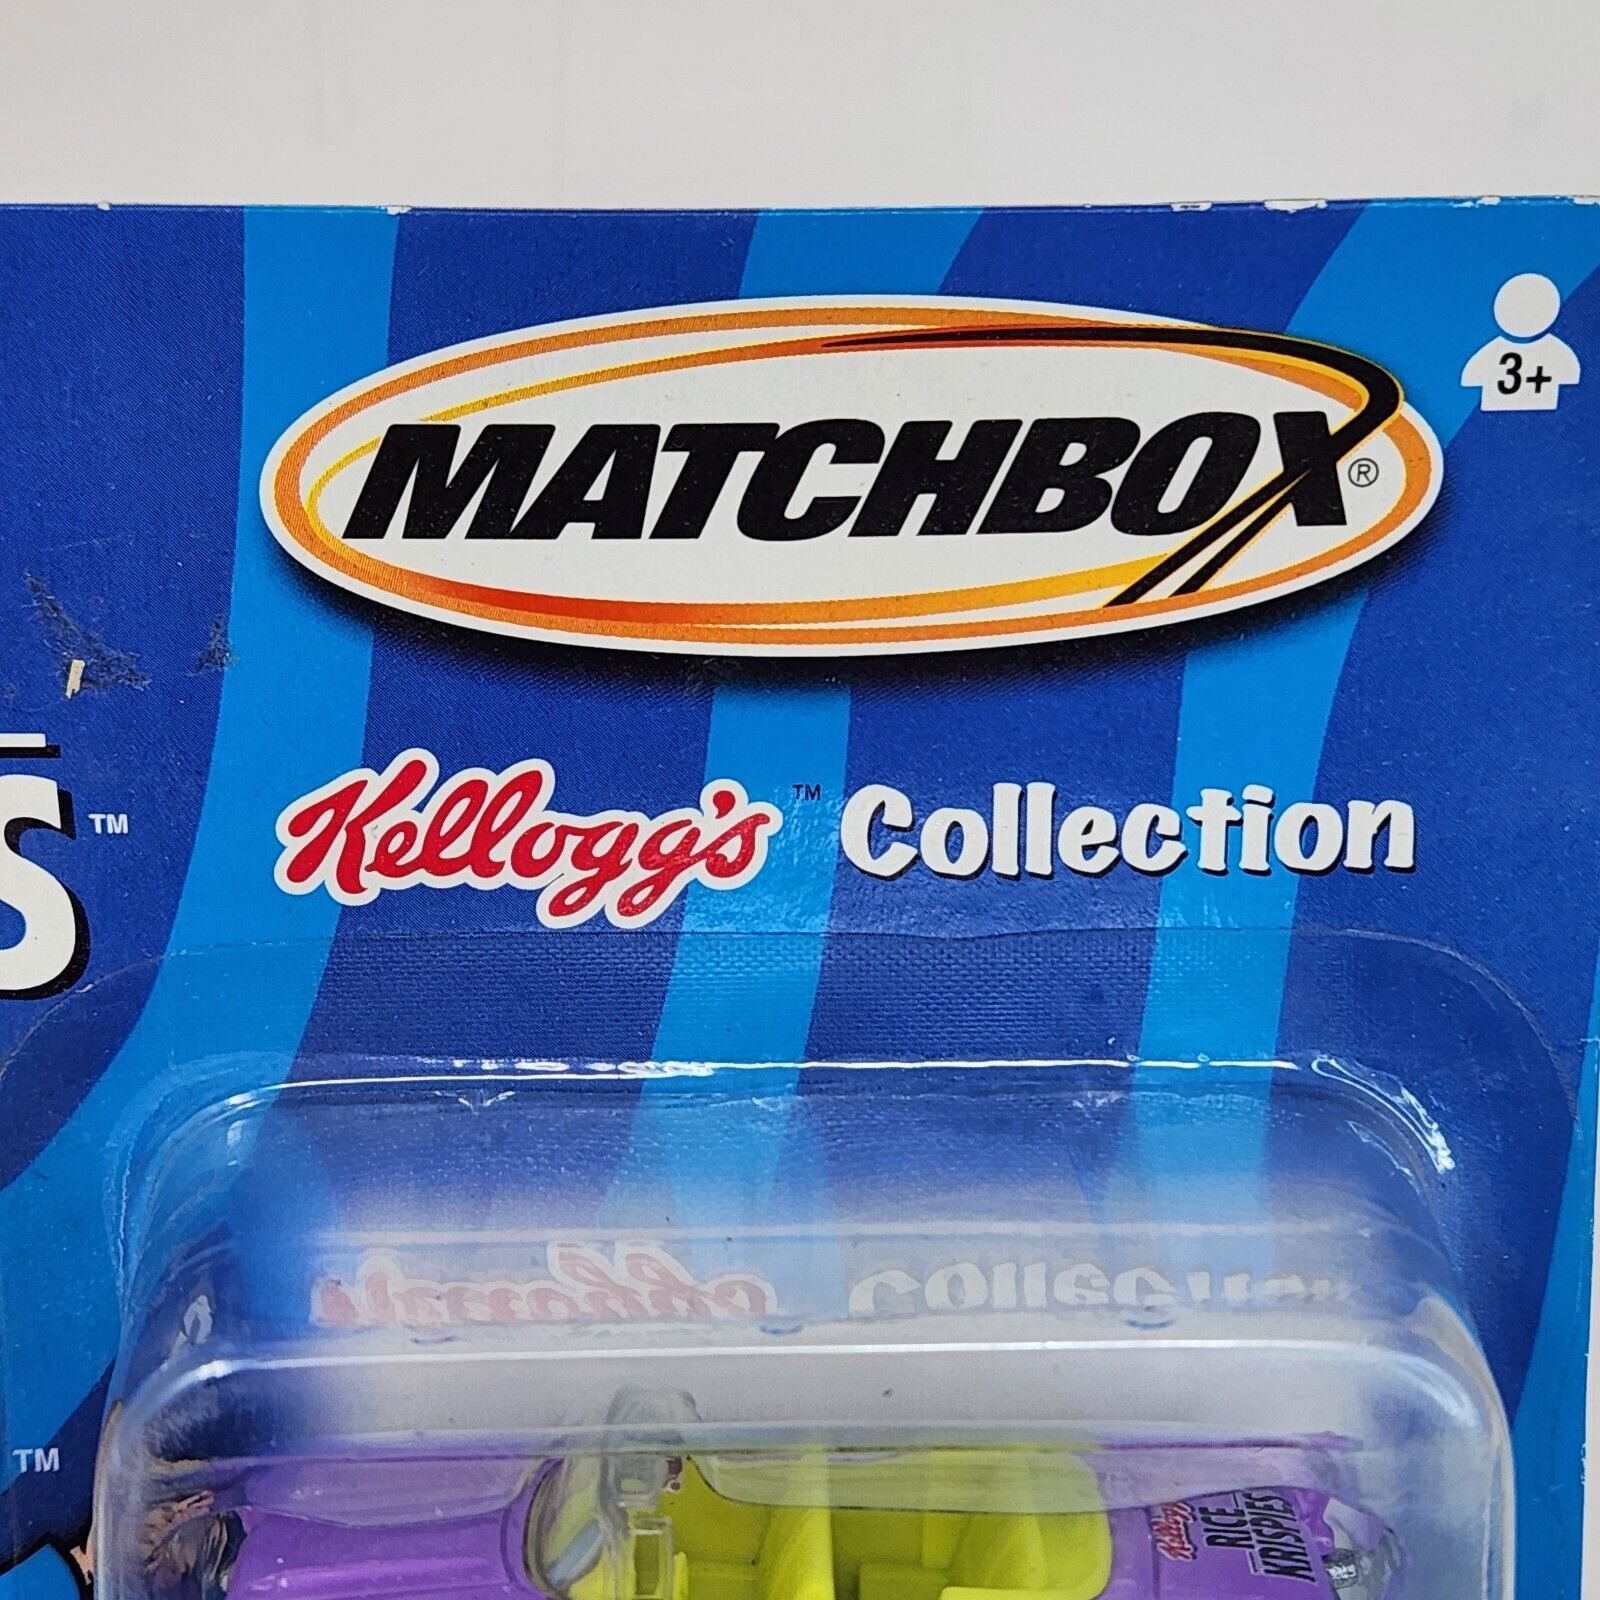 3+
MATCHBOX®
Kellogg's™ Collection
S™
™
Kellogg's
RICE
KRISPIES